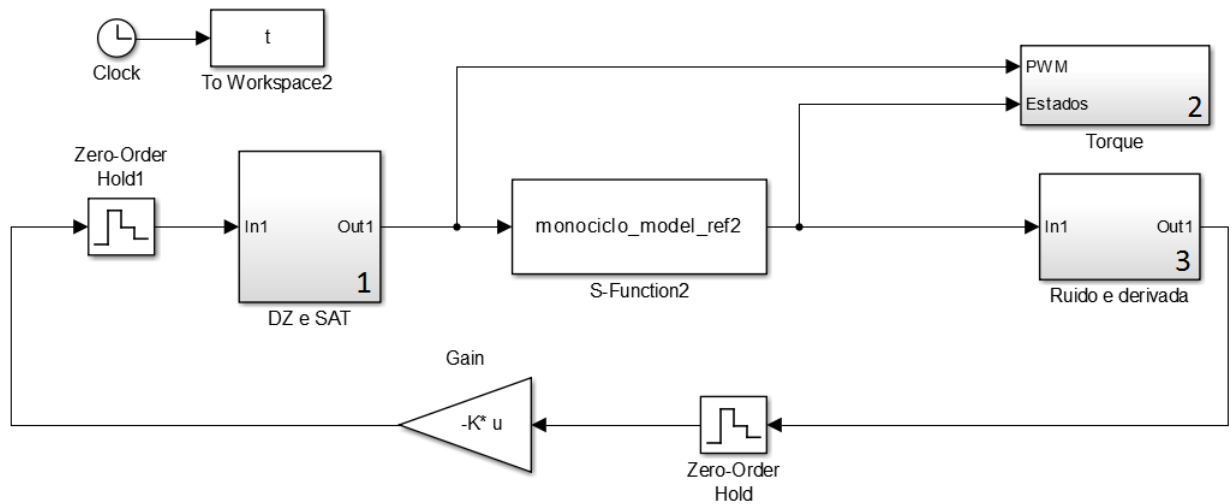 t
Clock
To Workspace2
PWM
Estados
2
Torque
Zero-Order
Hold1
In1
Out1
1
DZ e SAT
monociclo_model_ref2
S-Function2
In1
Out1
3
Ruido e derivada
Gain
-K* u
Zero-Order
Hold